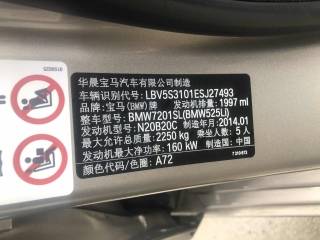 华晨宝马汽车有限公司制造
车辆识别代号: LBV5S3101ESJ27493
品牌: 宝马(BMW)牌 发动机排量: 1997 ml
整车型号: BMW7201SL(BMW525Li)
发动机型号: N20B20C 制造年月: 2014.01
最大允许总质量: 2250 kg 乘坐人数: 5 人
发动机最大净功率: 160 kW 制造国: 中国
颜色代码/色圈: A72